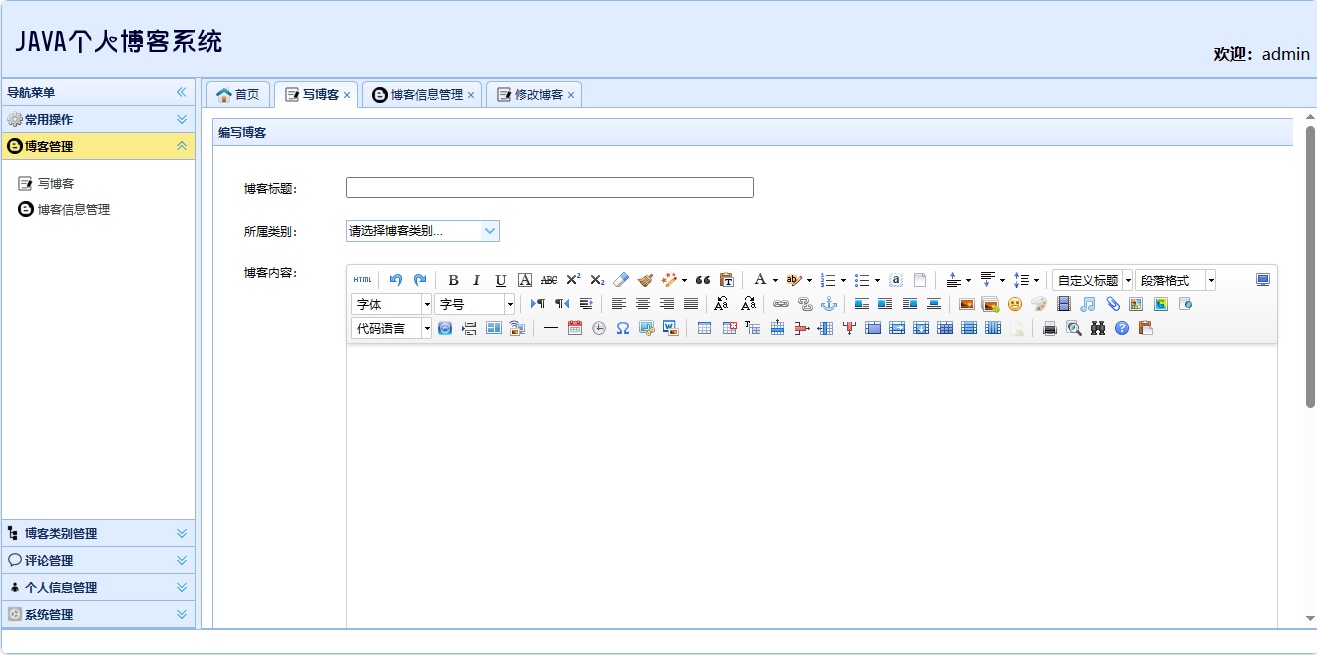 JAVA个人博客系统
欢迎：admin
导航菜单
首页
写博客
博客信息管理
修改博客
常用操作
博客管理
写博客
博客信息管理
博客类别管理
评论管理
个人信息管理
系统管理
编写博客
博客标题：
所属类别：
请选择博客类别...
博客内容：
HTML
B I U A ABC X² X₂ A ab a
自定义标题 段落格式
字体 字号
代码语言